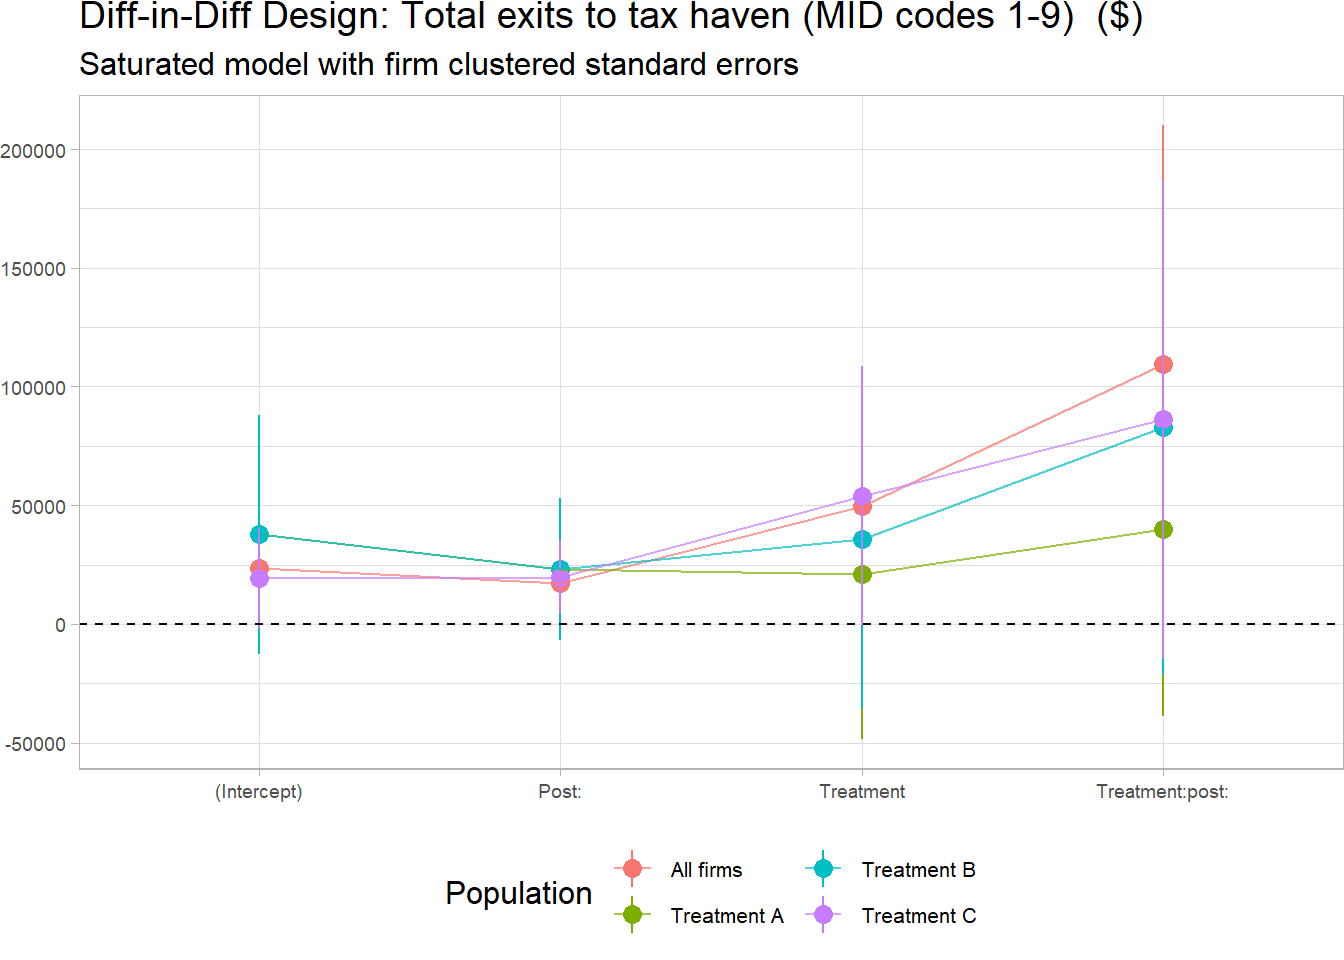 Diff-in-Diff Design: Total exits to tax haven (MID codes 1-9)  ($)
Saturated model with firm clustered standard errors
200000
150000
100000
50000
0
-50000
(Intercept)
Post:
Treatment
Treatment:post:
Population
All firms
Treatment B
Treatment A
Treatment C